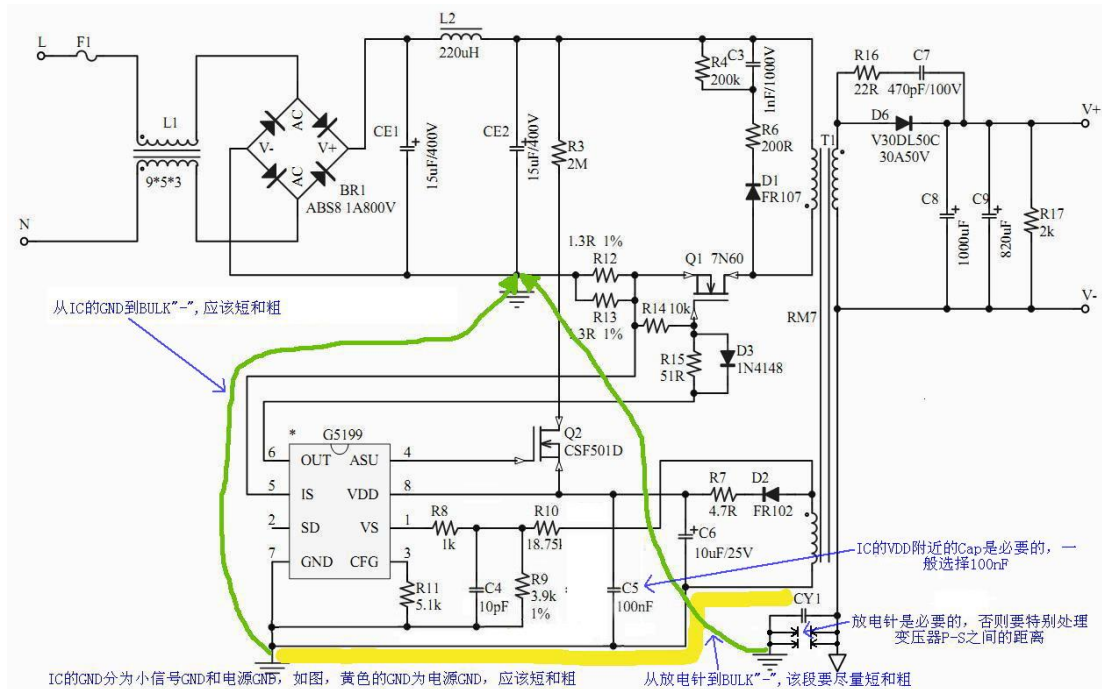 L
F1
L1
9*5*3
N
AC
V-
V+
AC
BR1
ABS8 1A800V
CE1
15uF/400V
L2
220uH
CE2
15uF/400V
R3
2M
R4
200k
C3
1nF/1000V
R6
200R
D1
FR107
T1
RM7
R16
22R
C7
470pF/100V
D6
V30DL50C
30A50V
V+
C8
1000uF
C9
820uF
R17
2k
V-
1.3R 1%
R12
R13
.3R 1%
R14 10k
Q1 7N60
R15
51R
D3
1N4148
从IC的GND到BULK"-",应该短和粗
*
G5199
6
OUT
ASU
4
5
IS
VDD
8
2
SD
VS
1
7
GND
CFG
3
Q2
CSF501D
R8
1k
R10
18.75k
R11
5.1k
C4
10pF
R9
3.9k
1%
C5
100nF
C6
10uF/25V
R7
4.7R
D2
FR102
IC的VDD附近的Cap是必要的，一
般选择100nF
CY1
放电针是必要的，否则要特别处理
变压器P-S之间的距离
IC的GND分为小信号GND和电源GND，如图，黄色的GND为电源GND，应该短和粗
从放电针到BULK"-",该段要尽量短和粗